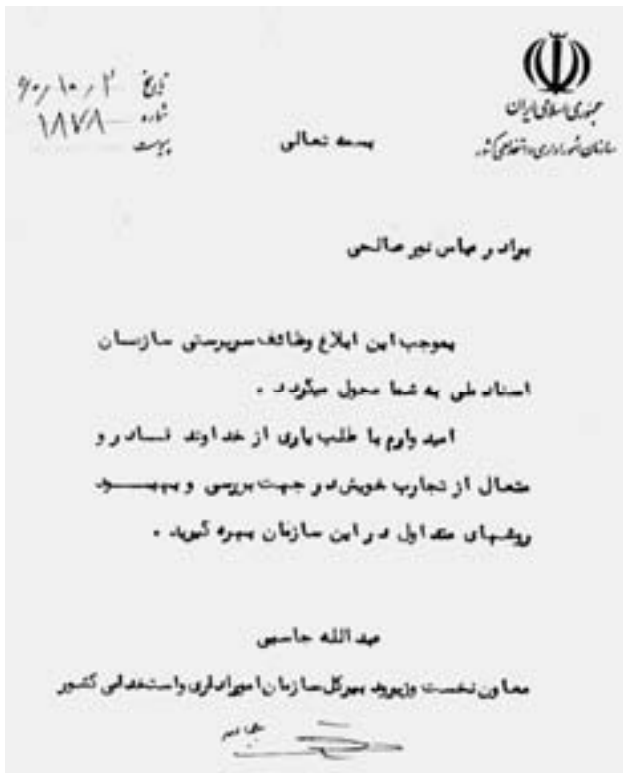 جمهوری اسلامی ایران
سازمان امور اداری و استخدامی کشور
تاریخ ۶۰٫۱۰٫۲
شماره ۱۸۷۸
پیوست
بسمه تعالی
برادر عباس نیر صالحی
بموجب این ابلاغ وظائف سرپرستی سازمان
اسناد ملی به شما محول میگردد .
امید وارم با طلب یاری از خداوند قادر و
متعال از تجارب خویش در جهت بررسی و بهبود
روشهای متداول در این سازمان بهره گیرید .
عبدالله جاسبی
معاون نخست وزیر و دبیرکل سازمان امور اداری و استخدامی کشور